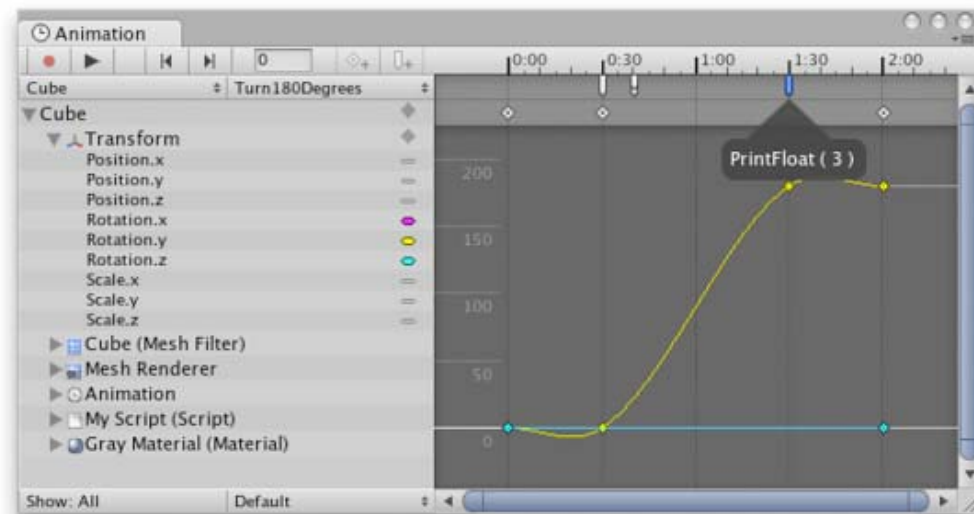 Animation
0
0:00 0:30 1:00 1:30 2:00
Cube Turn180Degrees
Cube
Transform
Position.x
Position.y
Position.z
Rotation.x
Rotation.y
Rotation.z
Scale.x
Scale.y
Scale.z
Cube (Mesh Filter)
Mesh Renderer
Animation
My Script (Script)
Gray Material (Material)
Show: All Default
PrintFloat ( 3 )
200
150
100
50
0